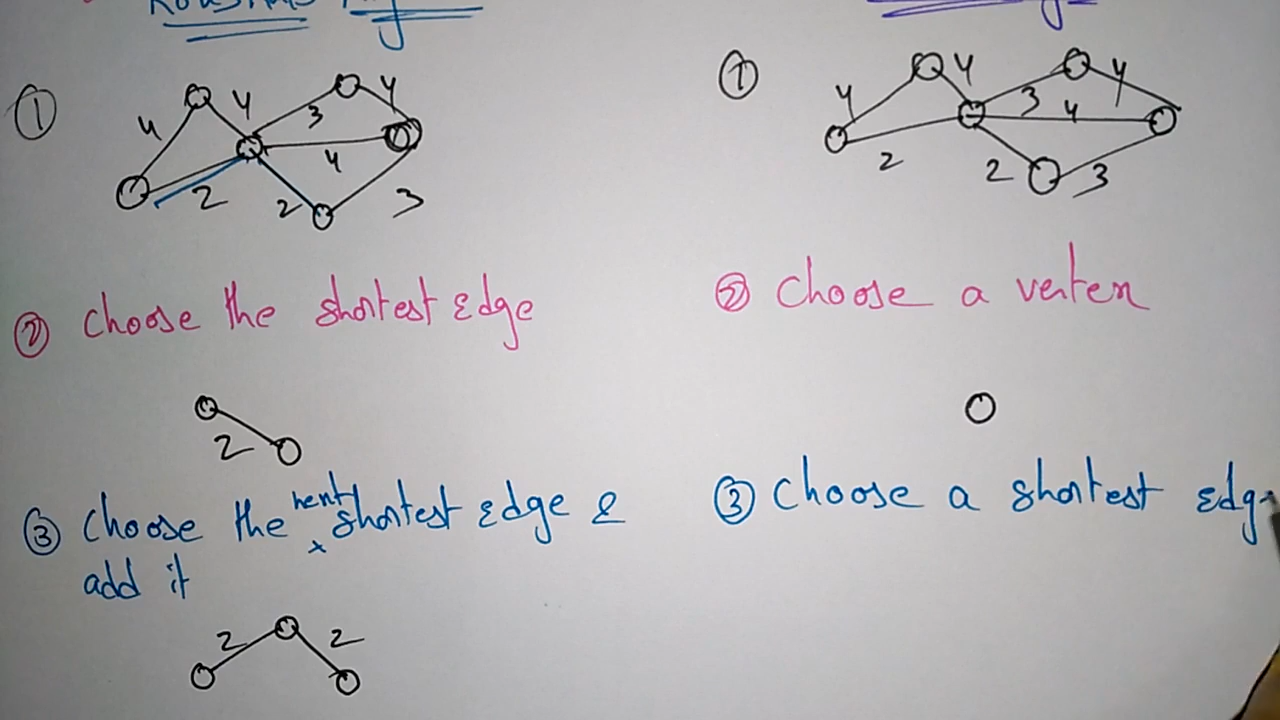 ①
4 4 3 4
4
2 2 3
② Choose the shortest Edge
2
③ Choose the next shortest Edge &
add it
2 2
①
4 4 3 4
4
2 2 3
② Choose a vertex
③ Choose a shortest Edg